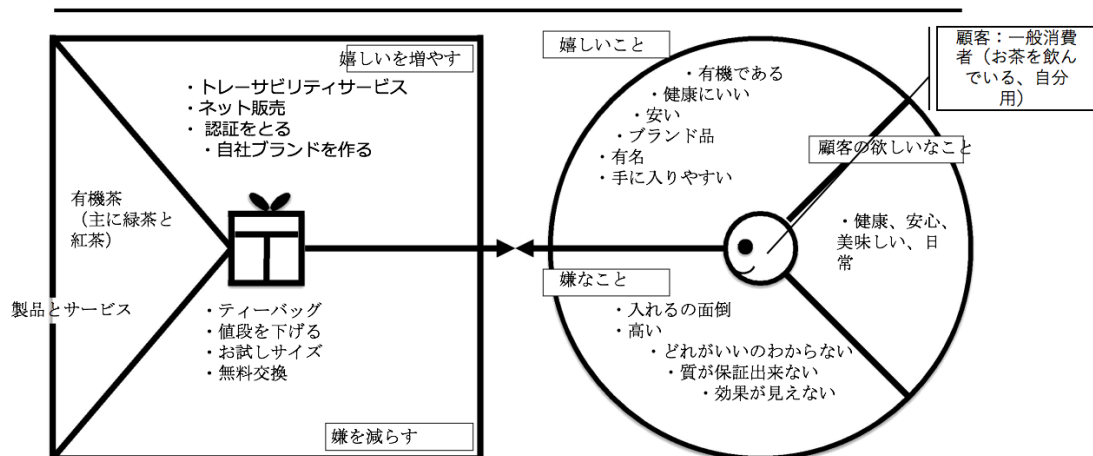 嬉しいを増やす
・トレーサビリティサービス
・ネット販売
・認証をとる
・自社ブランドを作る
有機茶
（主に緑茶と
紅茶）
製品とサービス
・ティーバッグ
・値段を下げる
・お試しサイズ
・無料交換
嫌を減らす
嬉しいこと
・有機である
・健康にいい
・安い
・ブランド品
・有名
・手に入りやすい
顧客：一般消費
者（お茶を飲ん
でいる、自分
用）
顧客の欲しいなこと
・健康、安心、
美味しい、日
常
嫌なこと
・入れるの面倒
・高い
・どれがいいのわからない
・質が保証出来ない
・効果が見えない